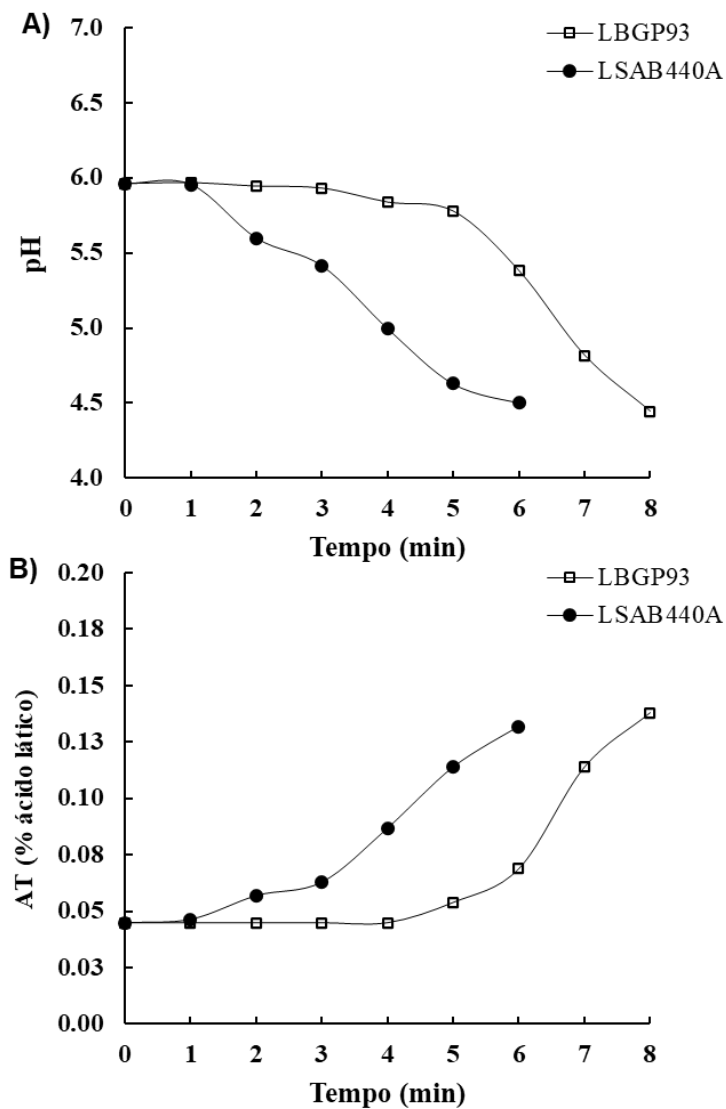 A)
7.0
LBGP93
6.5
LSAB440A
6.0
5.5
pH
5.0
4.5
4.0
0 1 2 3 4 5 6 7 8
Tempo (min)
B)
0.20
LBGP93
0.18
LSAB440A
0.15
0.13
0.10
AT (% ácido lático)
0.08
0.05
0.03
0.00
0 1 2 3 4 5 6 7 8
Tempo (min)